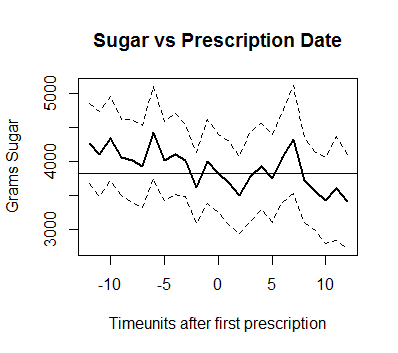 Sugar vs Prescription Date
Grams Sugar
5000
4000
3000
-10 -5 0 5 10
Timeunits after first prescription